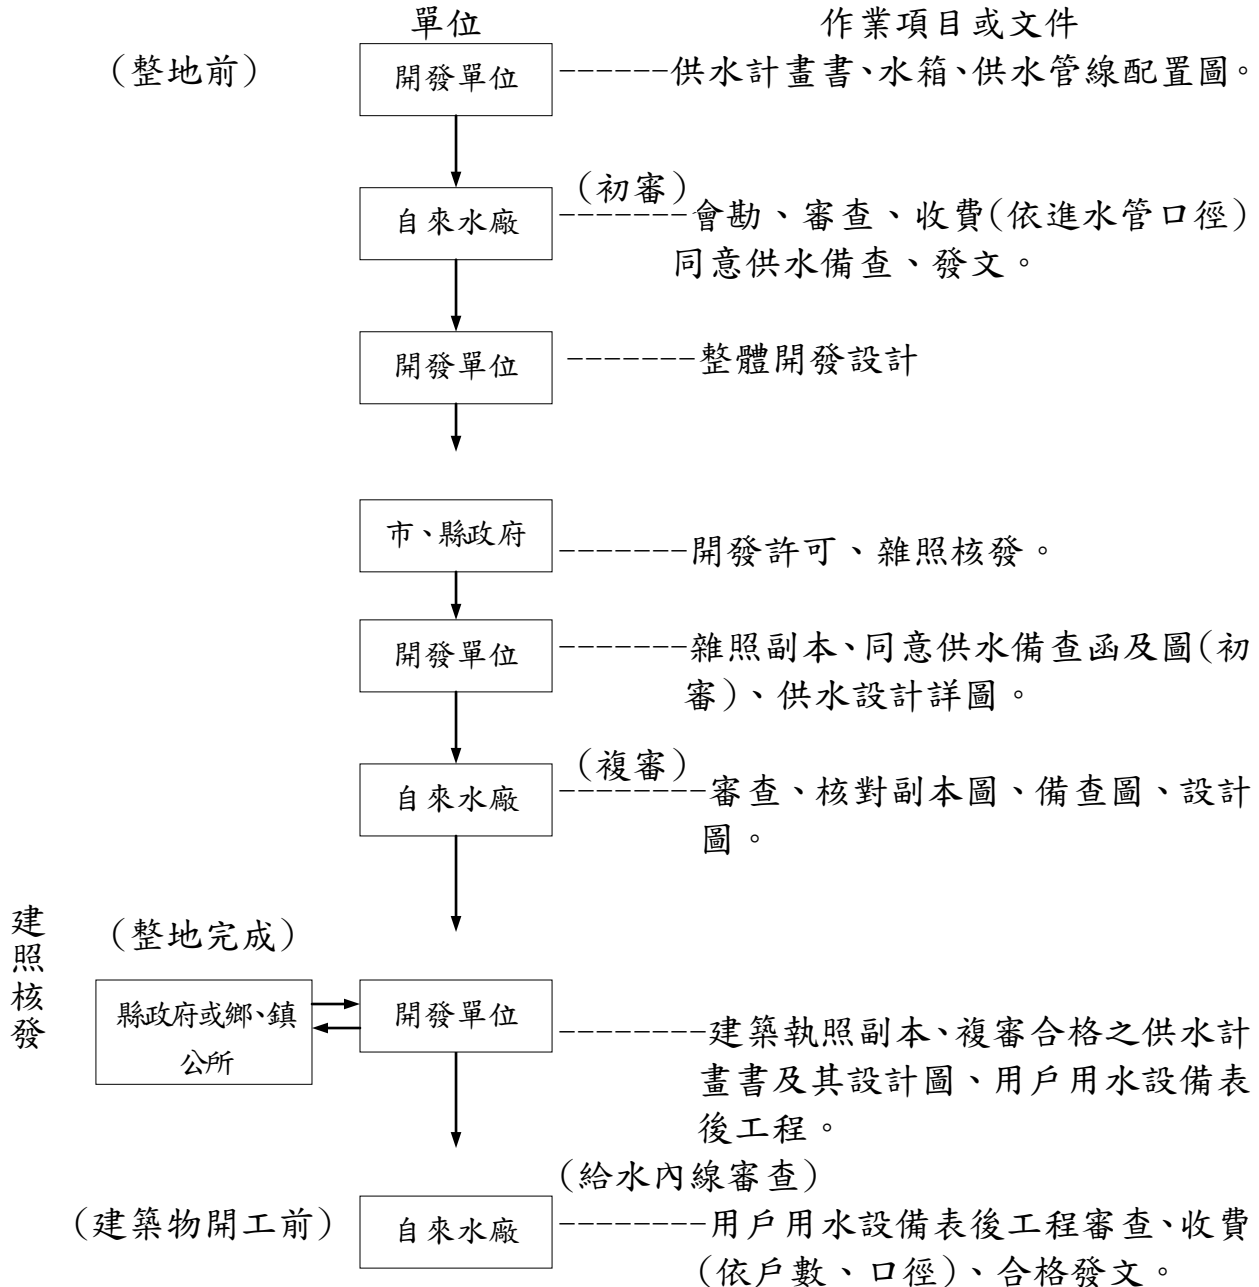 單位
作業項目或文件
(整地前)
開發單位
-------供水計畫書、水箱、供水管線配置圖。
自來水廠
(初審)
-------會勘、審查、收費(依進水管口徑)
同意供水備查、發文。
開發單位
-------整體開發設計
市、縣政府
-------開發許可、雜照核發。
開發單位
-------雜照副本、同意供水備查函及圖(初
審)、供水設計詳圖。
自來水廠
(複審)
--------審查、核對副本圖、備查圖、設計
圖。
建照核發
(整地完成)
縣政府或鄉、鎮
公所
開發單位
--------建築執照副本、複審合格之供水計
畫書及其設計圖、用戶用水設備表
後工程。
(建築物開工前)
自來水廠
(給水內線審查)
--------用戶用水設備表後工程審查、收費
(依戶數、口徑)、合格發文。